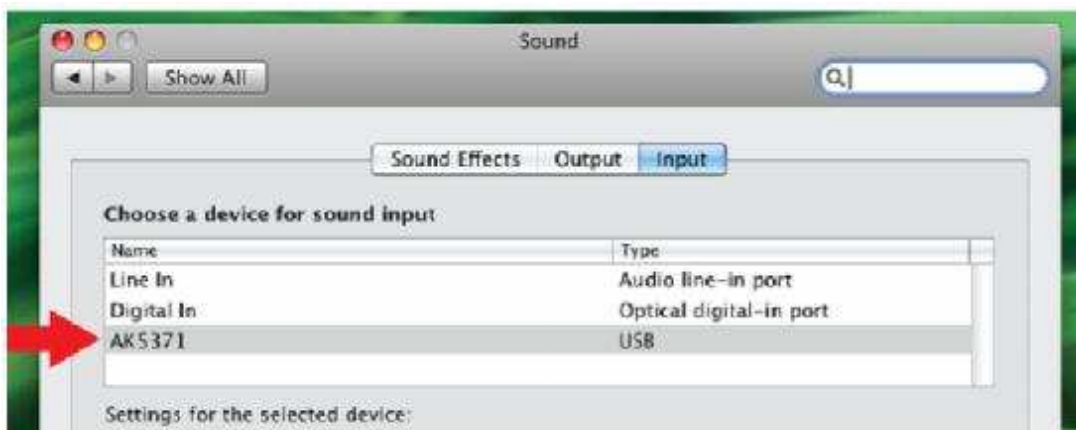 Sound
Show All
Sound Effects Output Input
Choose a device for sound input
Name Type
Line In Audio line-in port
Digital In Optical digital-in port
AK5371 USB
Settings for the selected device: